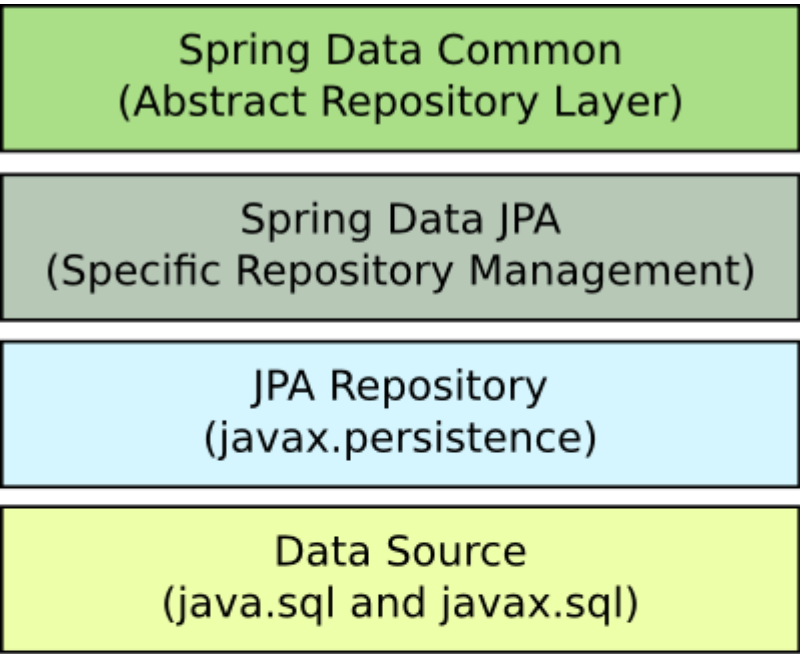 Spring Data Common
(Abstract Repository Layer)
Spring Data JPA
(Specific Repository Management)
JPA Repository
(javax.persistence)
Data Source
(java.sql and javax.sql)